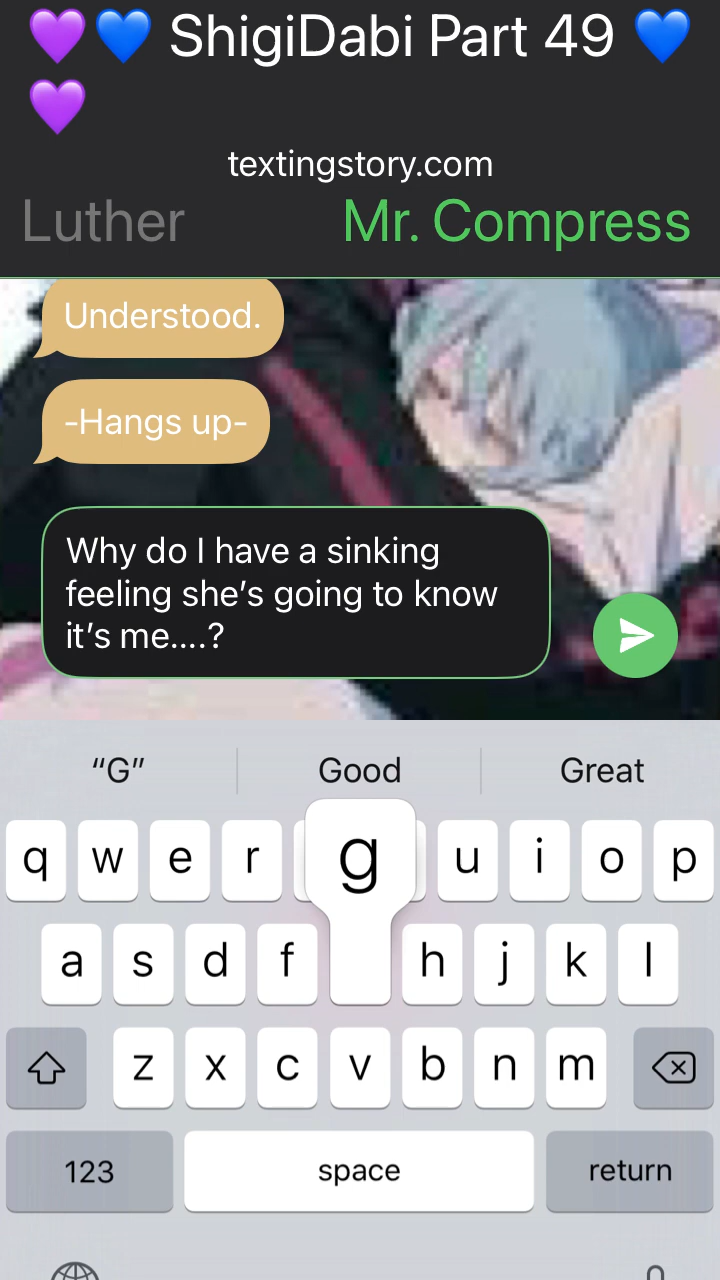 💜💙 ShigiDabi Part 49 💙
💜
textingstory.com
Luther Mr. Compress
Understood.
-Hangs up-
Why do I have a sinking
feeling she’s going to know
it’s me....?
“G” Good Great
q w e r g u i o p
a s d f h j k l
z x c v b n m
123 space return